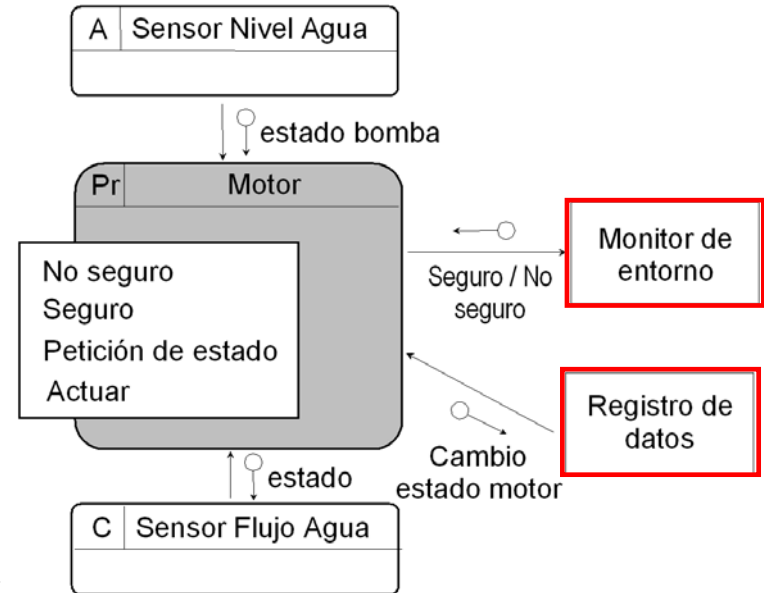 A Sensor Nivel Agua
estado bomba
Pr Motor
No seguro
Seguro
Petición de estado
Actuar
Seguro / No
seguro
Monitor de
entorno
Registro de
datos
Cambio
estado motor
estado
C Sensor Flujo Agua